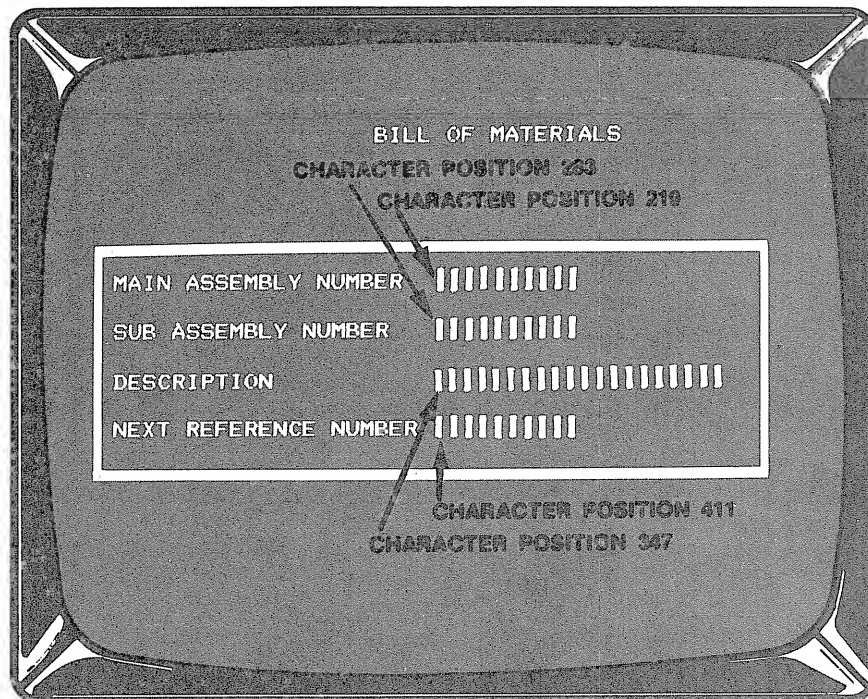 BILL OF MATERIALS
CHARACTER POSITION 283
CHARACTER POSITION 219
MAIN ASSEMBLY NUMBER
SUB ASSEMBLY NUMBER
DESCRIPTION
NEXT REFERENCE NUMBER
CHARACTER POSITION 411
CHARACTER POSITION 347